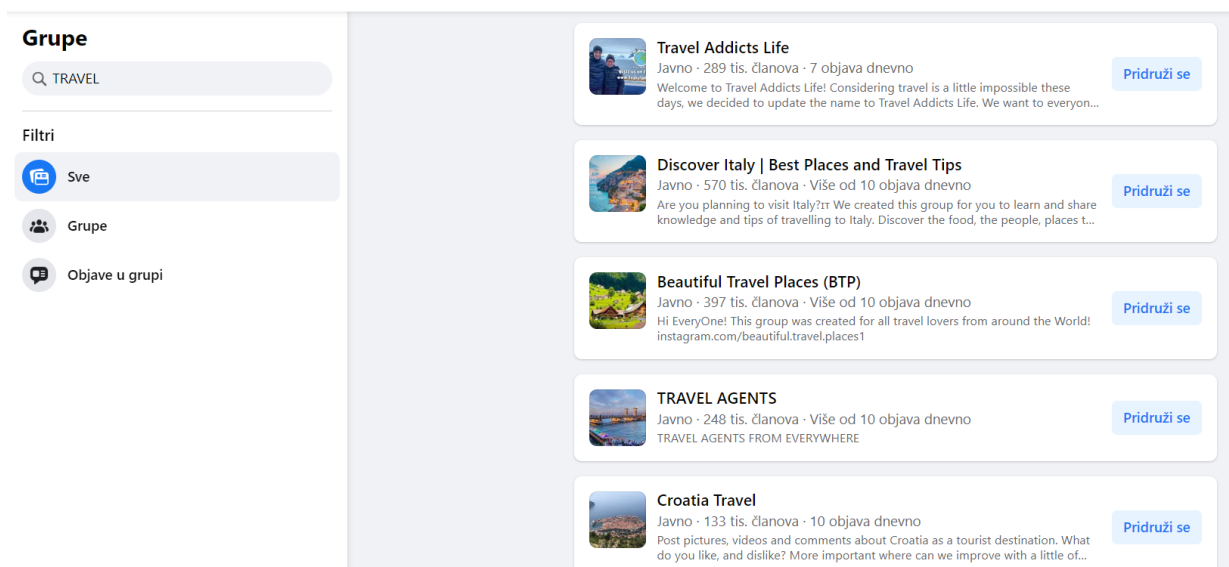 Grupe
TRAVEL
Filtri
Sve
Grupe
Objave u grupi
Travel Addicts Life
Javno · 289 tis. članova · 7 objava dnevno
Welcome to Travel Addicts Life! Considering travel is a little impossible these
days, we decided to update the name to Travel Addicts Life. We want to everyon...
Pridruži se
Discover Italy | Best Places and Travel Tips
Javno · 570 tis. članova · Više od 10 objava dnevno
Are you planning to visit Italy?ּ꞊ We created this group for you to learn and share
knowledge and tips of travelling to Italy. Discover the food, the people, places t...
Pridruži se
Beautiful Travel Places (BTP)
Javno · 397 tis. članova · Više od 10 objava dnevno
Hi EveryOne! This group was created for all travel lovers from around the World!
instagram.com/beautiful.travel.places1
Pridruži se
TRAVEL AGENTS
Javno · 248 tis. članova · Više od 10 objava dnevno
TRAVEL AGENTS FROM EVERYWHERE
Pridruži se
Croatia Travel
Javno · 133 tis. članova · 10 objava dnevno
Post pictures, videos and comments about Croatia as a tourist destination. What
do you like, and dislike? More important where can we improve with a little of...
Pridruži se